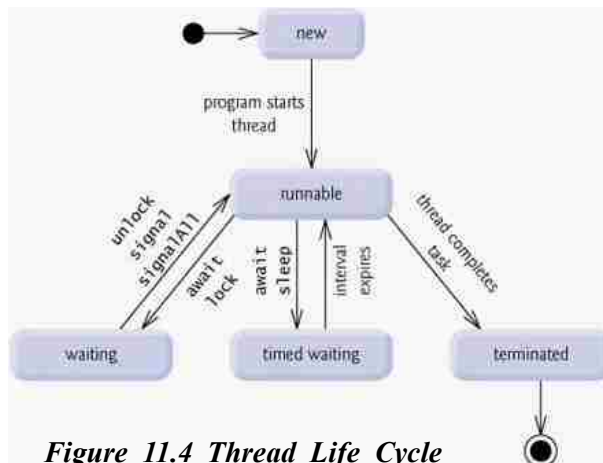 new
program starts
thread
runnable
unlock
signal
signalAll
await
lock
await
sleep
interval
expires
thread completes
task
waiting
timed waiting
terminated
Figure 11.4 Thread Life Cycle